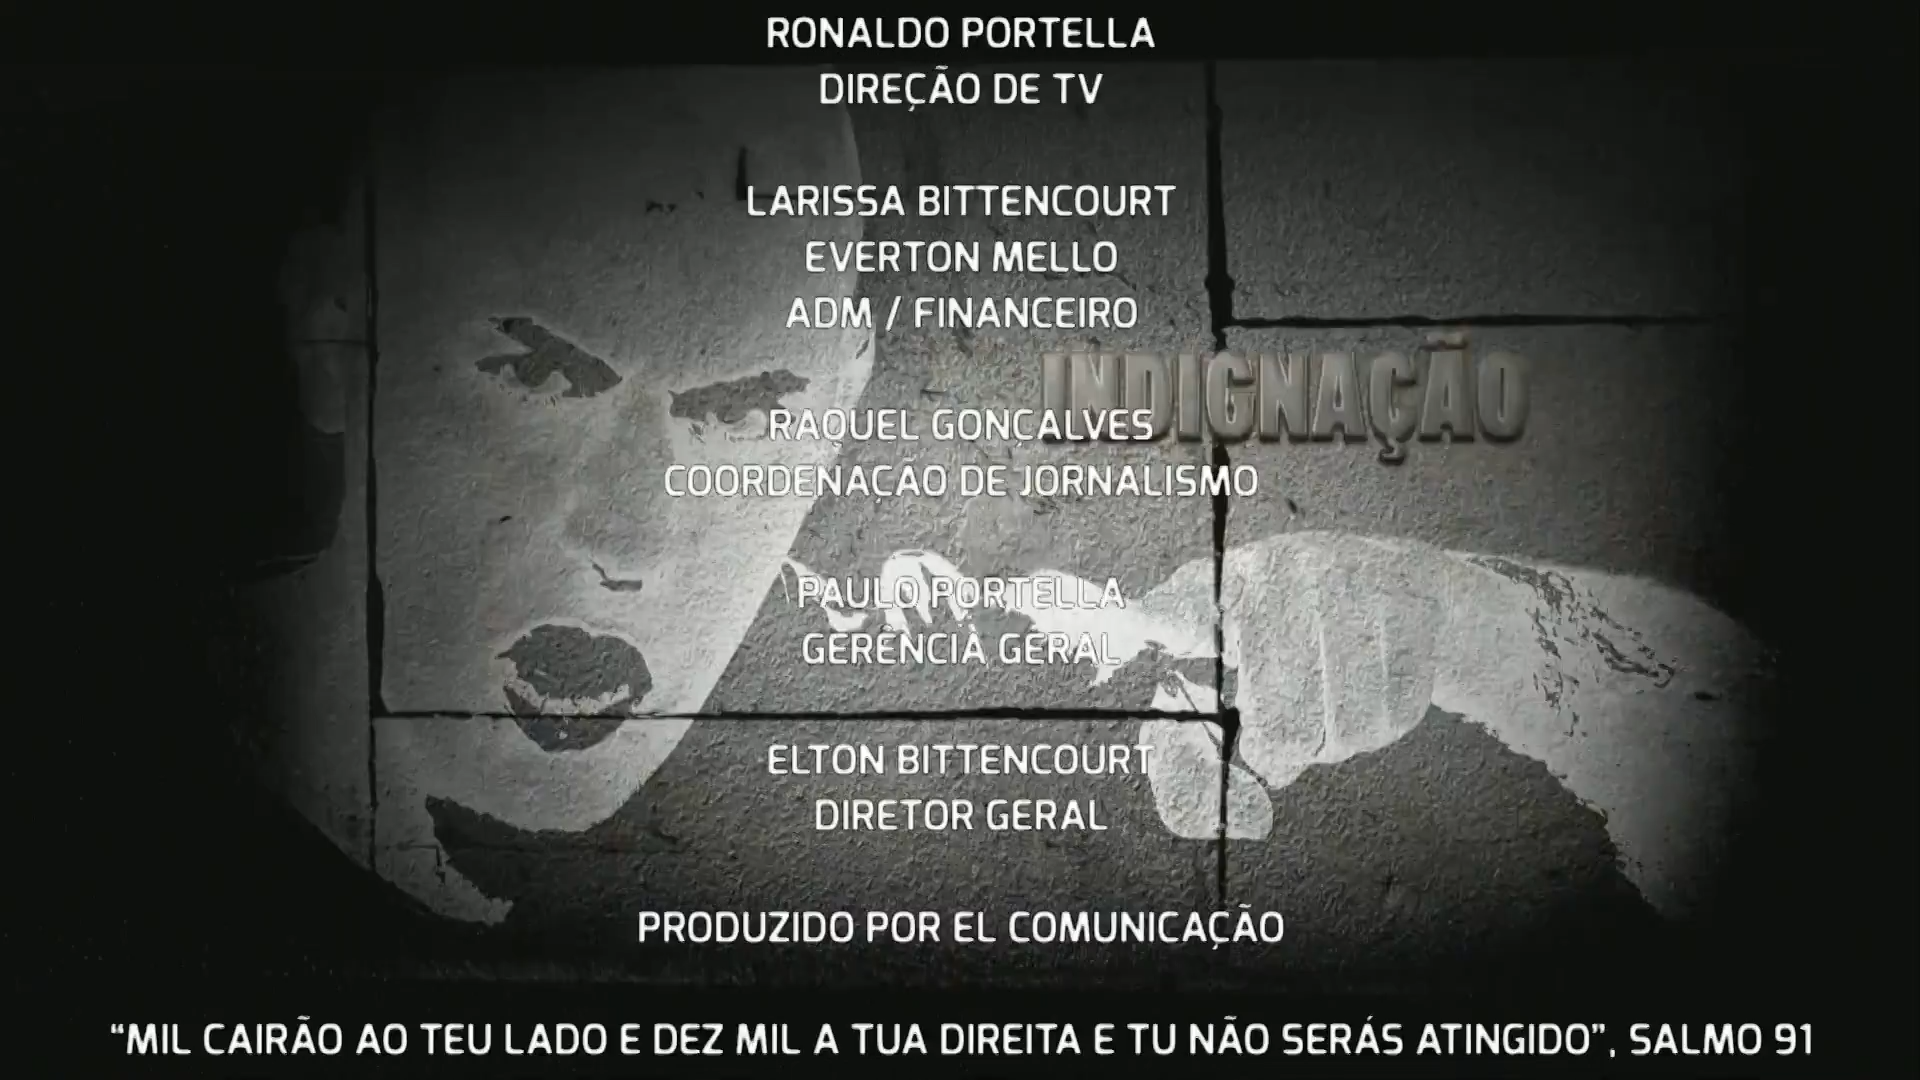 RONALDO PORTELLA
DIREÇÃO DE TV
LARISSA BITTENCOURT
EVERTON MELLO
ADM / FINANCEIRO
INDIGNAÇÃO
RAQUEL GONÇALVES
COORDENAÇÃO DE JORNALISMO
PAULO PORTELLA
GERÊNCIA GERAL
ELTON BITTENCOURT
DIRETOR GERAL
PRODUZIDO POR EL COMUNICAÇÃO
“MIL CAIRÃO AO TEU LADO E DEZ MIL A TUA DIREITA E TU NÃO SERÁS ATINGIDO”, SALMO 91